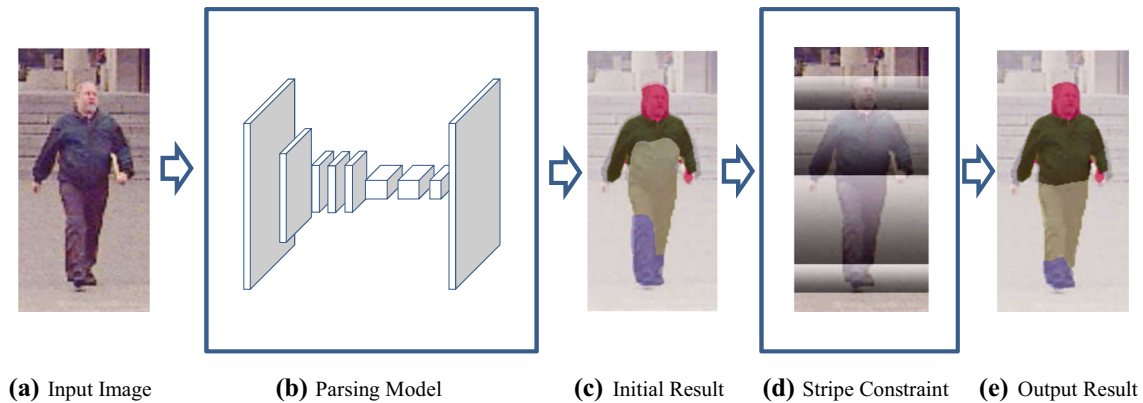 (a) Input Image
(b) Parsing Model
(c) Initial Result
(d) Stripe Constraint
(e) Output Result